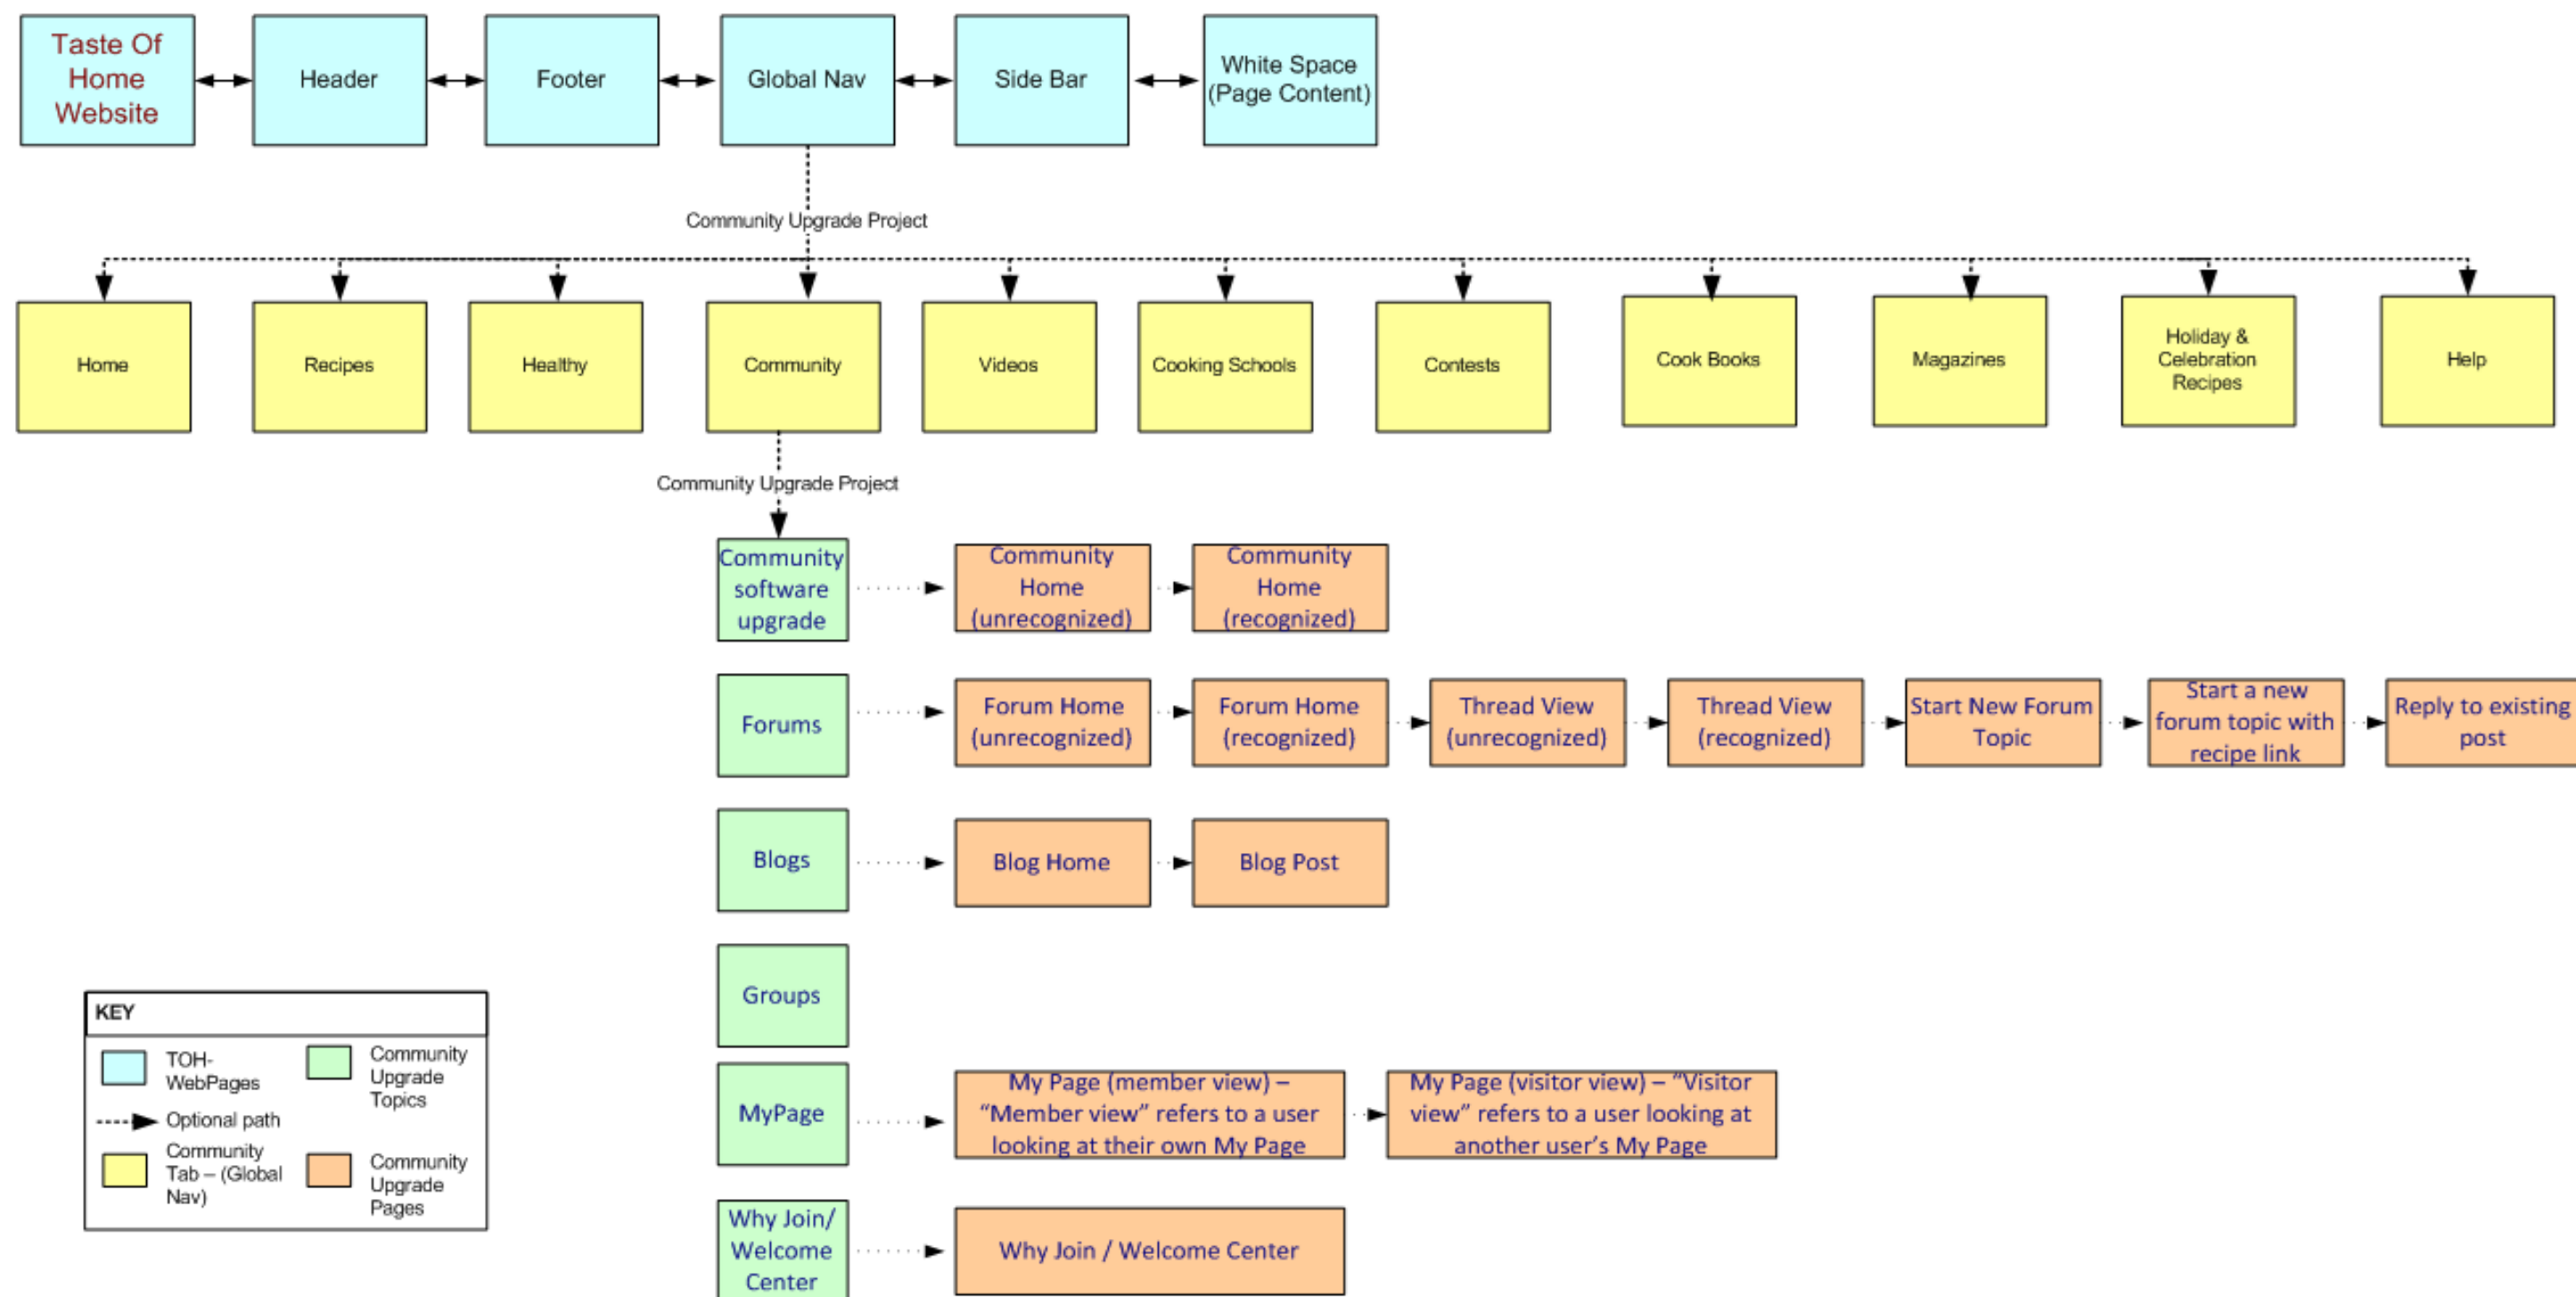 Taste Of
Home
Website
Header
Footer
Global Nav
Side Bar
White Space
(Page Content)
Community Upgrade Project
Home
Recipes
Healthy
Community
Videos
Cooking Schools
Contests
Cook Books
Magazines
Holiday &
Celebration
Recipes
Help
Community Upgrade Project
Community
software
upgrade
Community
Home
(unrecognized)
Community
Home
(recognized)
Forums
Forum Home
(unrecognized)
Forum Home
(recognized)
Thread View
(unrecognized)
Thread View
(recognized)
Start New Forum
Topic
Start a new
forum topic with
recipe link
Reply to existing
post
Blogs
Blog Home
Blog Post
Groups
MyPage
My Page (member view) –
“Member view” refers to a user
looking at their own My Page
My Page (visitor view) – “Visitor
view” refers to a user looking at
another user’s My Page
Why Join/
Welcome
Center
Why Join / Welcome Center
KEY
TOH-
WebPages
Community
Upgrade
Topics
Optional path
Community
Tab – (Global
Nav)
Community
Upgrade
Pages